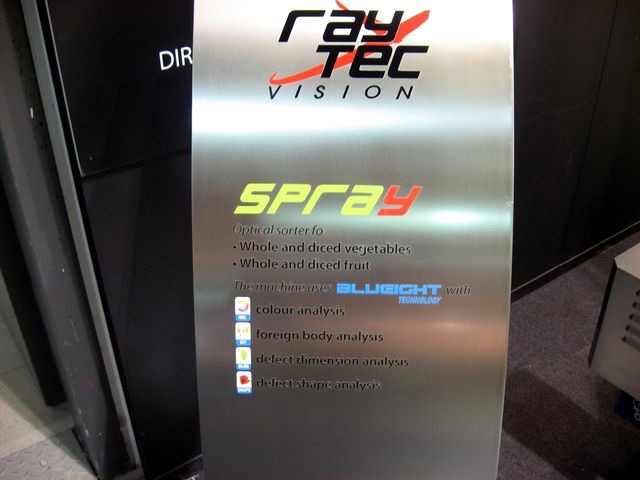 DIR
ray
Tec
VISION
spray
Optical sorter fo
• Whole and diced vegetables
• Whole and diced fruit
The machine uses BLUEIGHT with
TECHNOLOGY
colour analysis
foreign body analysis
defect dimension analysis
defect shape analysis